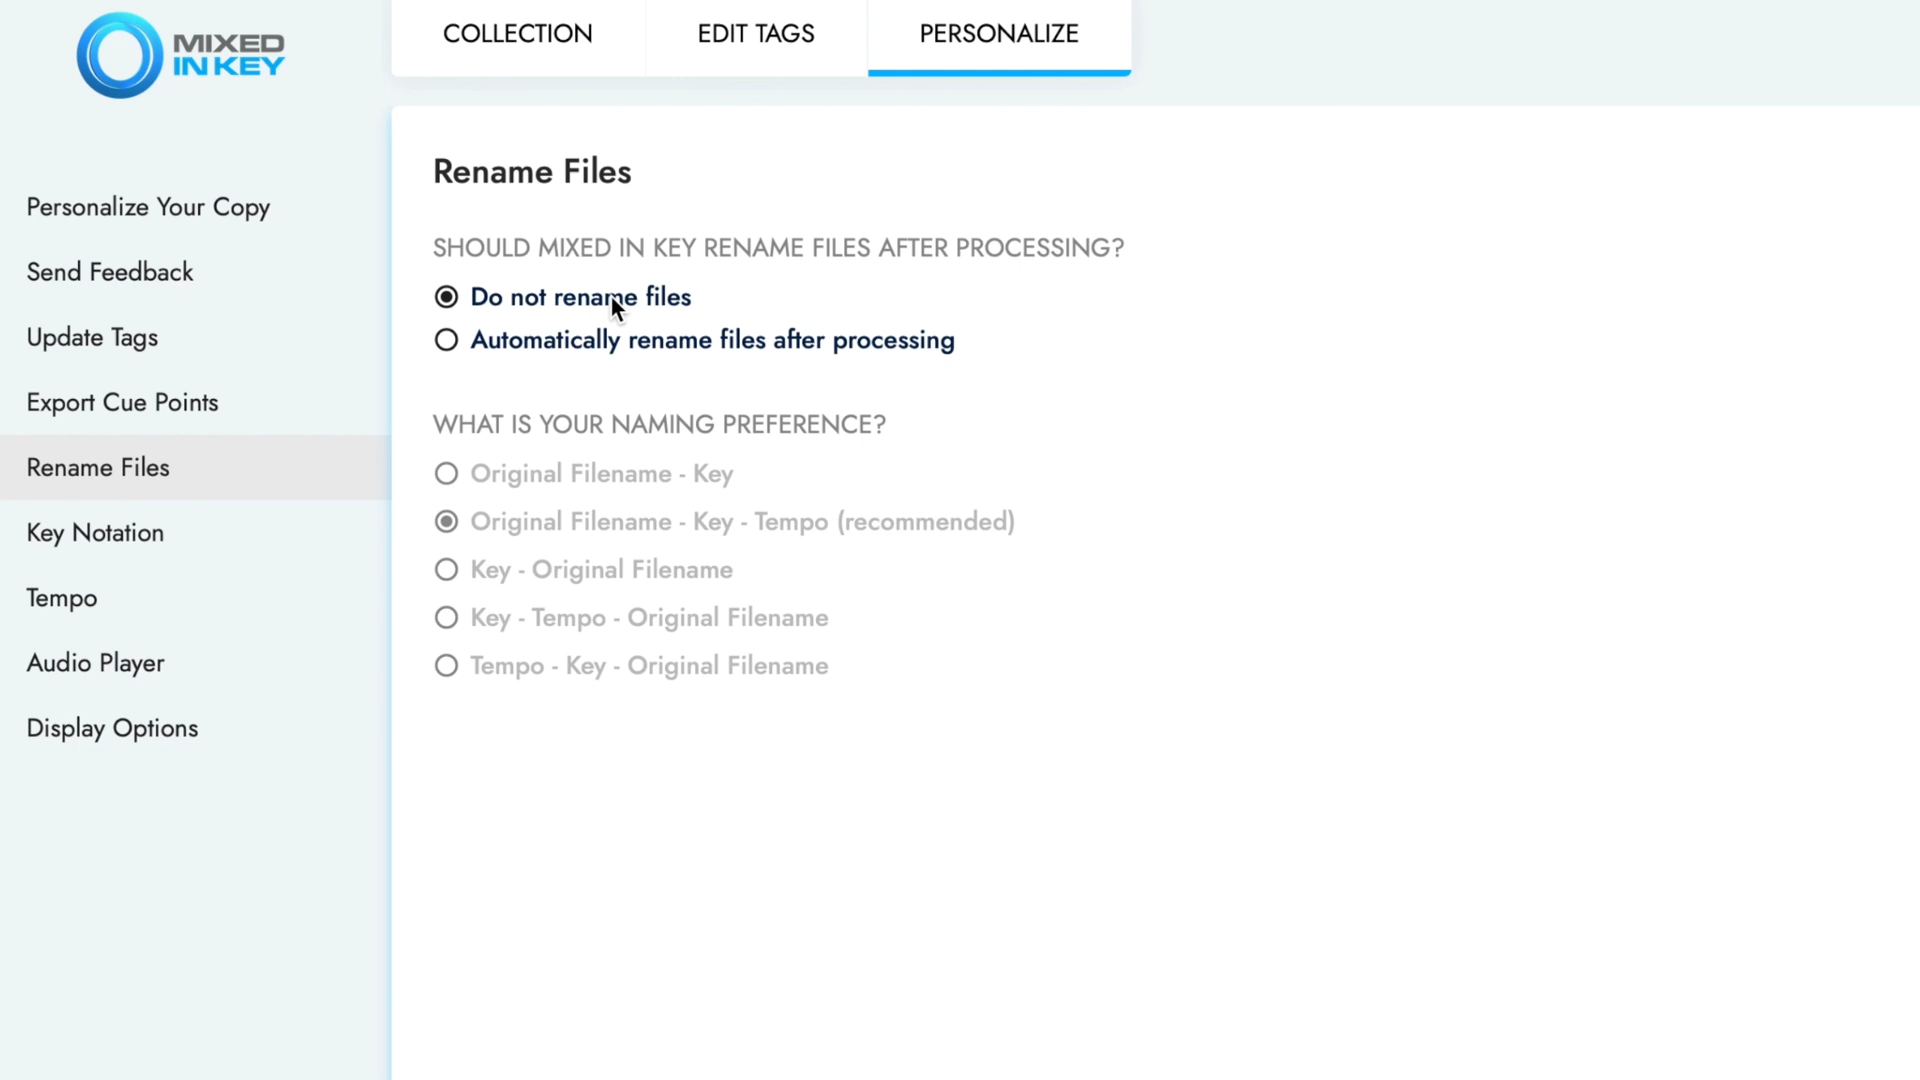 MIXED
IN KEY
COLLECTION
EDIT TAGS
PERSONALIZE
Personalize Your Copy
Send Feedback
Update Tags
Export Cue Points
Rename Files
Key Notation
Tempo
Audio Player
Display Options
Rename Files
SHOULD MIXED IN KEY RENAME FILES AFTER PROCESSING?
Do not rename files
Automatically rename files after processing
WHAT IS YOUR NAMING PREFERENCE?
Original Filename - Key
Original Filename - Key - Tempo (recommended)
Key - Original Filename
Key - Tempo - Original Filename
Tempo - Key - Original Filename